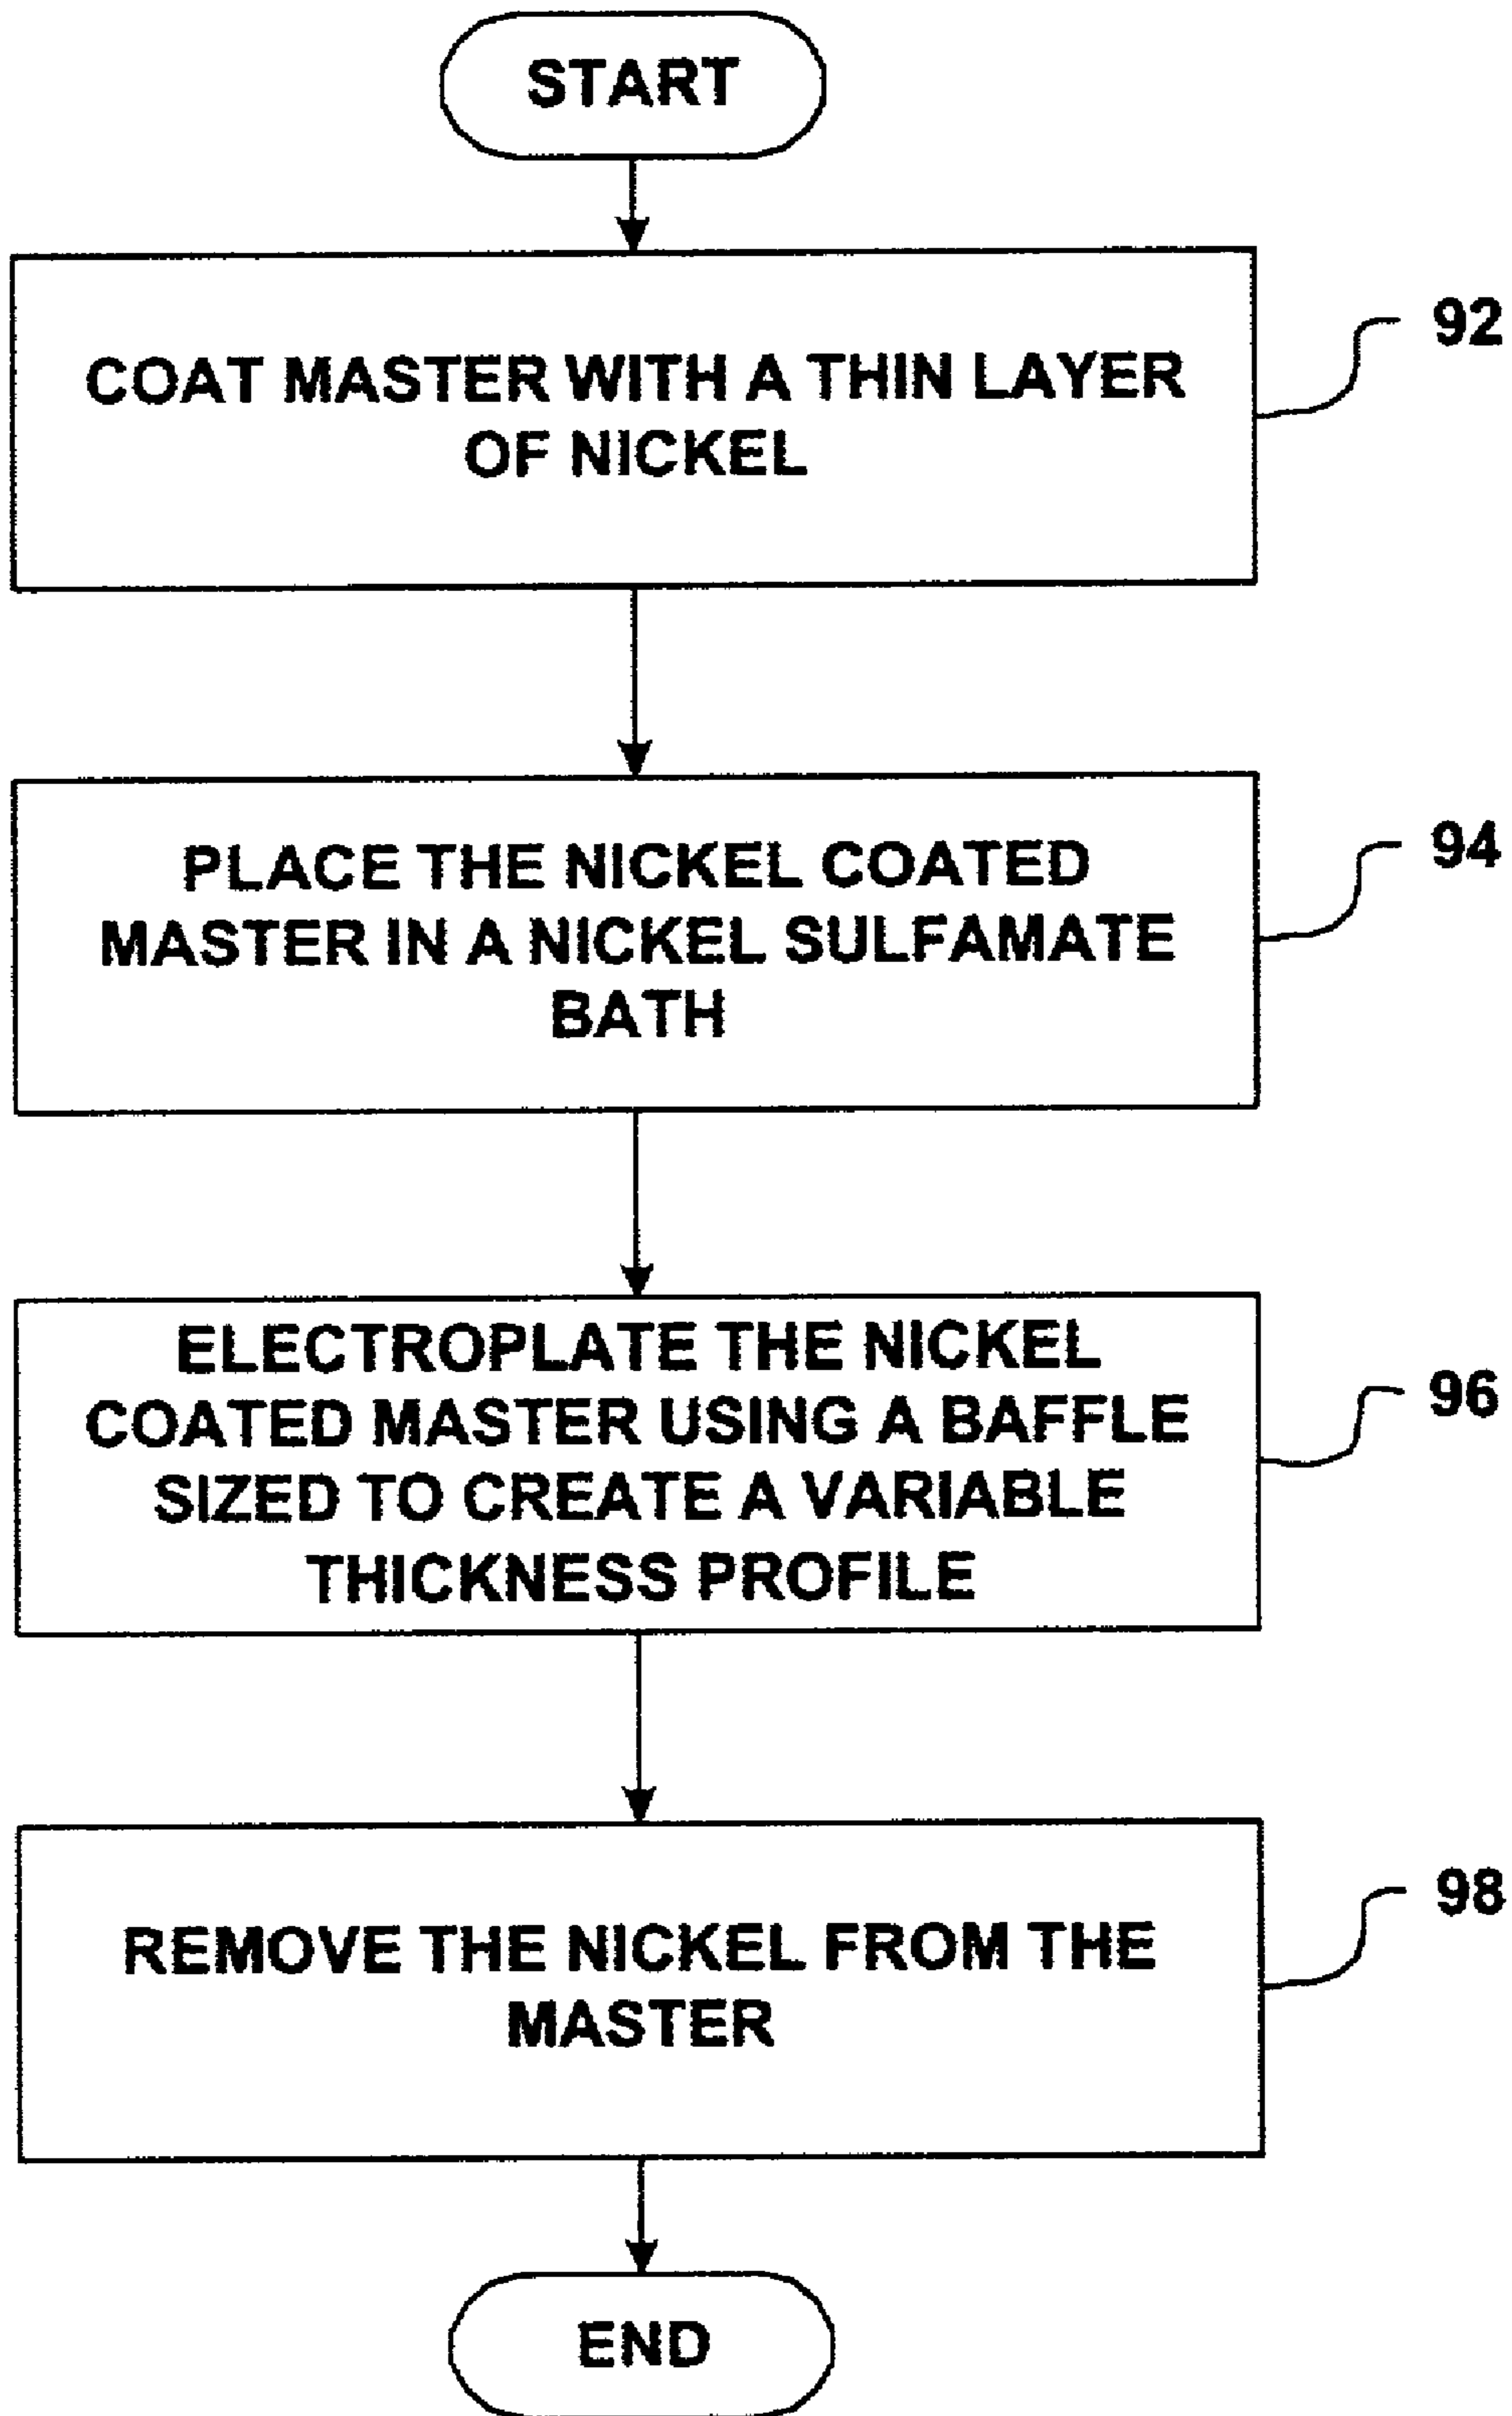 START
COAT MASTER WITH A THIN LAYER
OF NICKEL
92
PLACE THE NICKEL COATED
MASTER IN A NICKEL SULFAMATE
BATH
94
ELECTROPLATE THE NICKEL
COATED MASTER USING A BAFFLE
SIZED TO CREATE A VARIABLE
THICKNESS PROFILE
96
REMOVE THE NICKEL FROM THE
MASTER
98
END